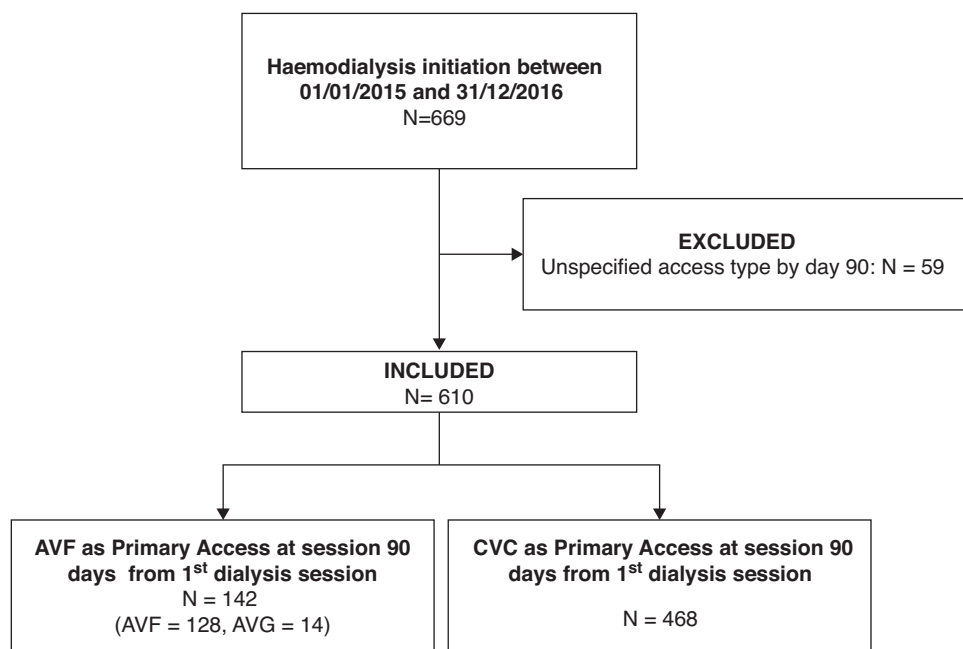 Haemodialysis initiation between
01/01/2015 and 31/12/2016
N=669
EXCLUDED
Unspecified access type by day 90: N = 59
INCLUDED
N= 610
AVF as Primary Access at session 90
days from 1st dialysis session
N = 142
(AVF = 128, AVG = 14)
CVC as Primary Access at session 90
days from 1st dialysis session
N = 468